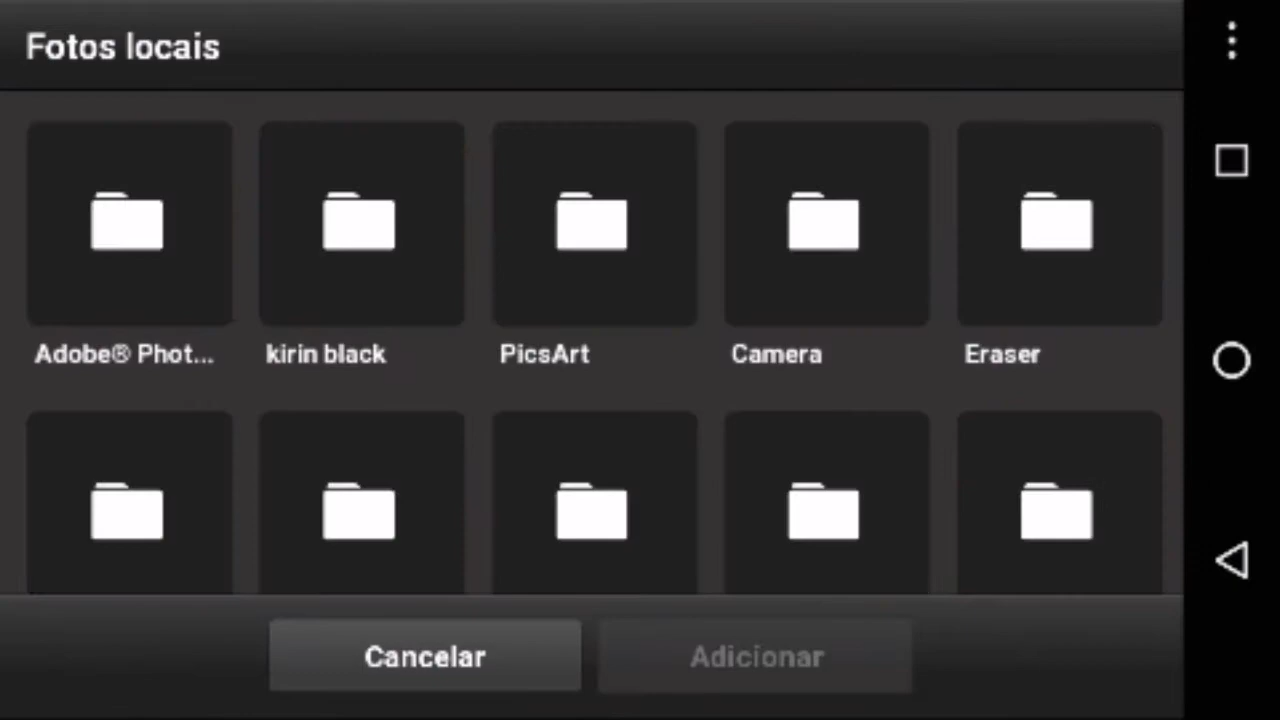 Fotos locais
Adobe® Phot...
kirin black
PicsArt
Camera
Eraser
Cancelar
Adicionar